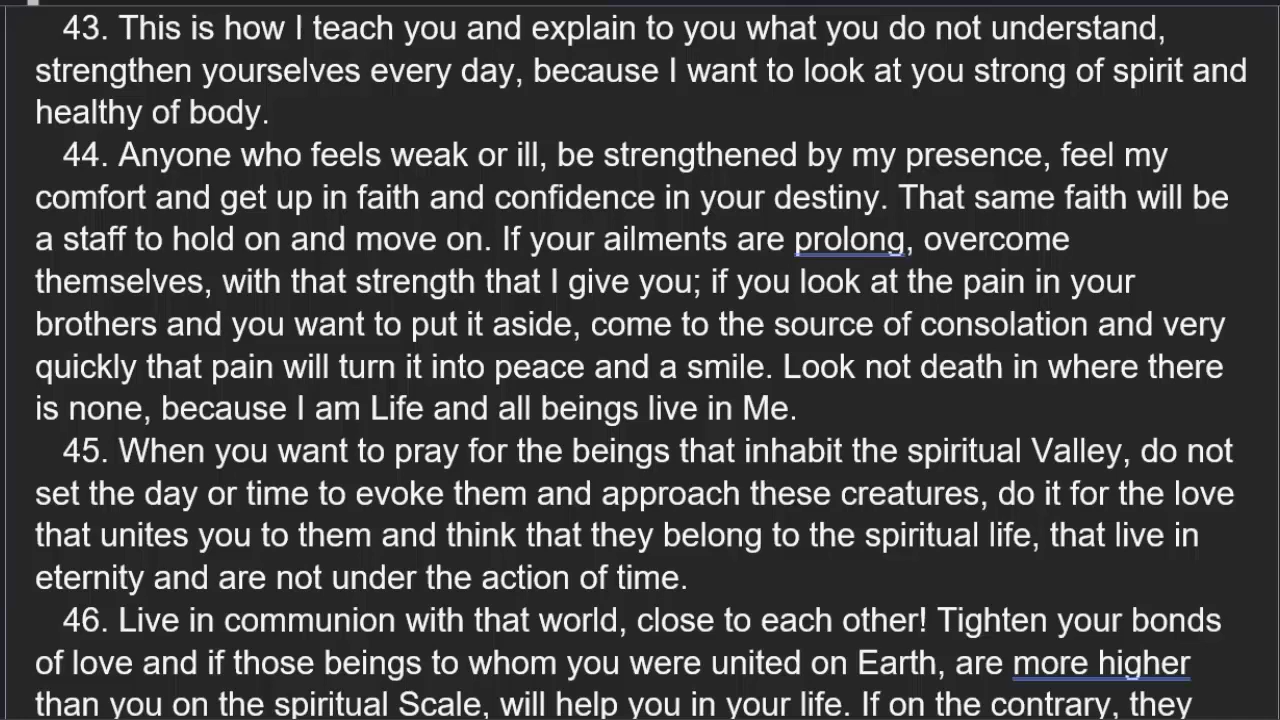 43. This is how I teach you and explain to you what you do not understand,
strengthen yourselves every day, because I want to look at you strong of spirit and
healthy of body.
44. Anyone who feels weak or ill, be strengthened by my presence, feel my
comfort and get up in faith and confidence in your destiny. That same faith will be
a staff to hold on and move on. If your ailments are prolong, overcome
themselves, with that strength that I give you; if you look at the pain in your
brothers and you want to put it aside, come to the source of consolation and very
quickly that pain will turn it into peace and a smile. Look not death in where there
is none, because I am Life and all beings live in Me.
45. When you want to pray for the beings that inhabit the spiritual Valley, do not
set the day or time to evoke them and approach these creatures, do it for the love
that unites you to them and think that they belong to the spiritual life, that live in
eternity and are not under the action of time.
46. Live in communion with that world, close to each other! Tighten your bonds
of love and if those beings to whom you were united on Earth, are more higher
than you on the spiritual Scale, will help you in your life. If on the contrary, they